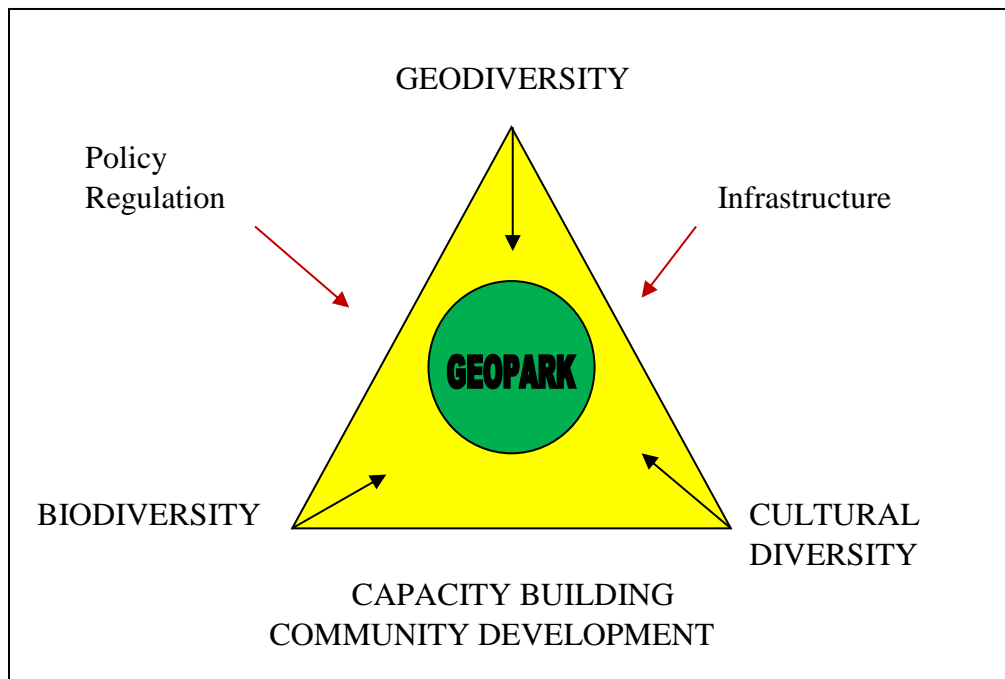 GEODIVERSITY
Policy
Regulation
Infrastructure
GEOPARK
BIODIVERSITY
CULTURAL
DIVERSITY
CAPACITY BUILDING
COMMUNITY DEVELOPMENT